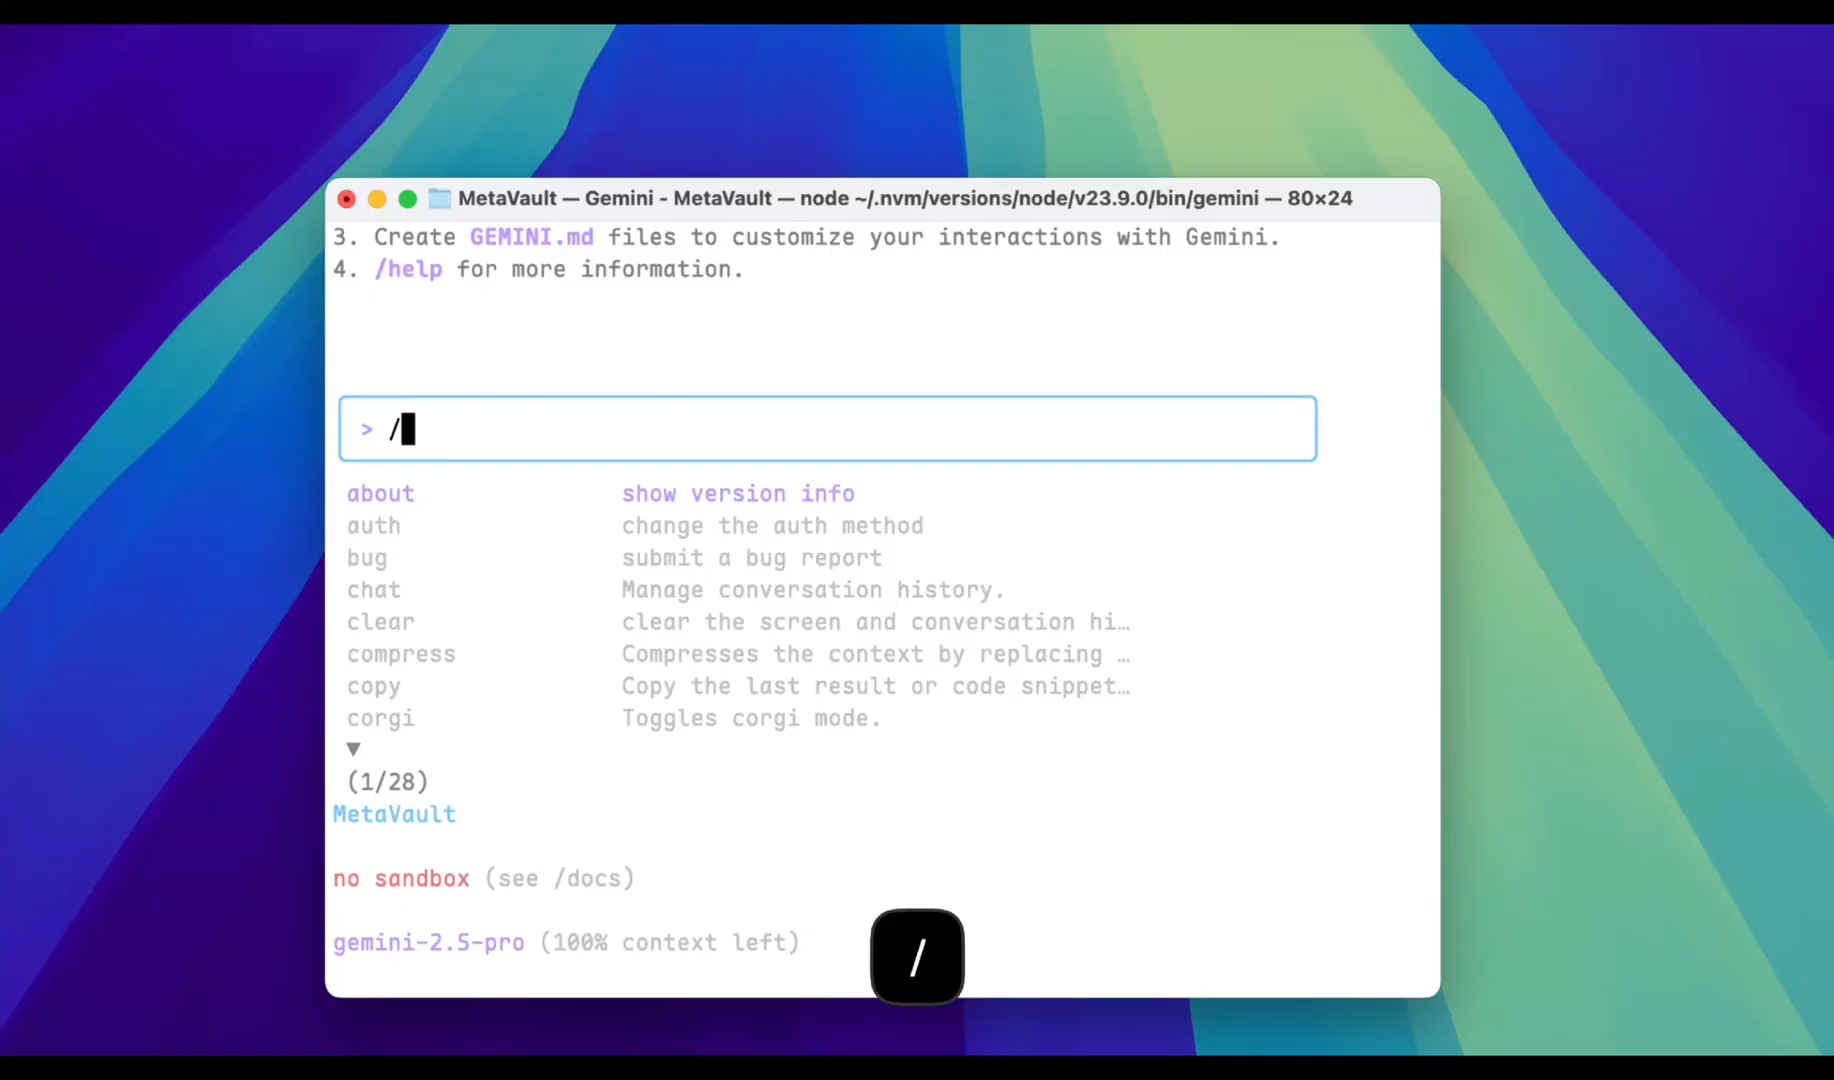 MetaVault — Gemini - MetaVault — node ~/.nvm/versions/node/v23.9.0/bin/gemini — 80×24
3. Create GEMINI.md files to customize your interactions with Gemini.
4. /help for more information.
> /
about show version info
auth change the auth method
bug submit a bug report
chat Manage conversation history.
clear clear the screen and conversation hi…
compress Compresses the context by replacing …
copy Copy the last result or code snippet…
corgi Toggles corgi mode.
▼
(1/28)
MetaVault
no sandbox (see /docs)
gemini-2.5-pro (100% context left)
/